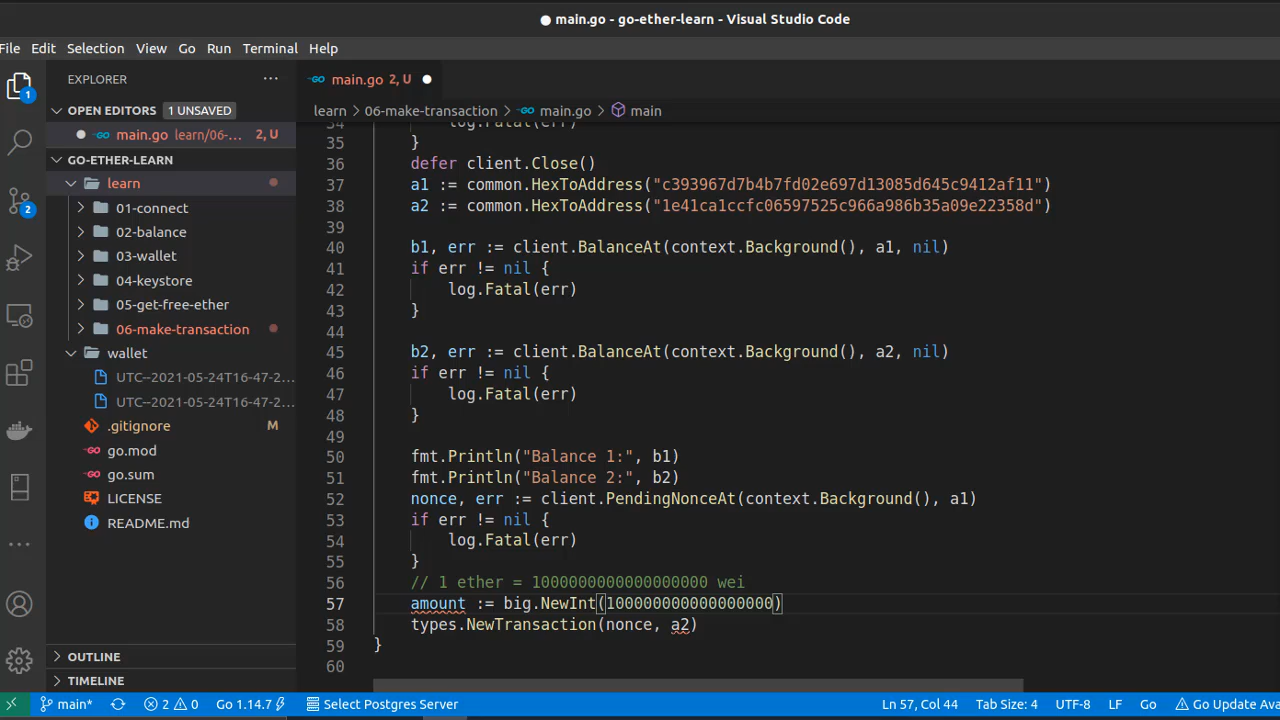 main.go - go-ether-learn - Visual Studio Code
File Edit Selection View Go Run Terminal Help
EXPLORER
main.go 2, U
OPEN EDITORS 1 UNSAVED
learn > 06-make-transaction > main.go > main
main.go learn/06-... 2, U
GO-ETHER-LEARN
learn
01-connect
02-balance
03-wallet
04-keystore
05-get-free-ether
06-make-transaction
wallet
UTC--2021-05-24T16-47-2...
UTC--2021-05-24T16-47-2...
.gitignore M
go.mod
go.sum
LICENSE
README.md
OUTLINE
TIMELINE
1
2
34 log.Fatal(err)
35 }
36 defer client.Close()
37 a1 := common.HexToAddress("c393967d7b4b7fd02e697d13085d645c9412af11")
38 a2 := common.HexToAddress("1e41ca1ccfc06597525c966a986b35a09e22358d")
39
40 b1, err := client.BalanceAt(context.Background(), a1, nil)
41 if err != nil {
42 log.Fatal(err)
43 }
44
45 b2, err := client.BalanceAt(context.Background(), a2, nil)
46 if err != nil {
47 log.Fatal(err)
48 }
49
50 fmt.Println("Balance 1:", b1)
51 fmt.Println("Balance 2:", b2)
52 nonce, err := client.PendingNonceAt(context.Background(), a1)
53 if err != nil {
54 log.Fatal(err)
55 }
56 // 1 ether = 1000000000000000000 wei
57 amount := big.NewInt(100000000000000000)
58 types.NewTransaction(nonce, a2)
59 }
60
main* 2 0 Go 1.14.7 Select Postgres Server Ln 57, Col 44 Tab Size: 4 UTF-8 LF Go Go Update Ava